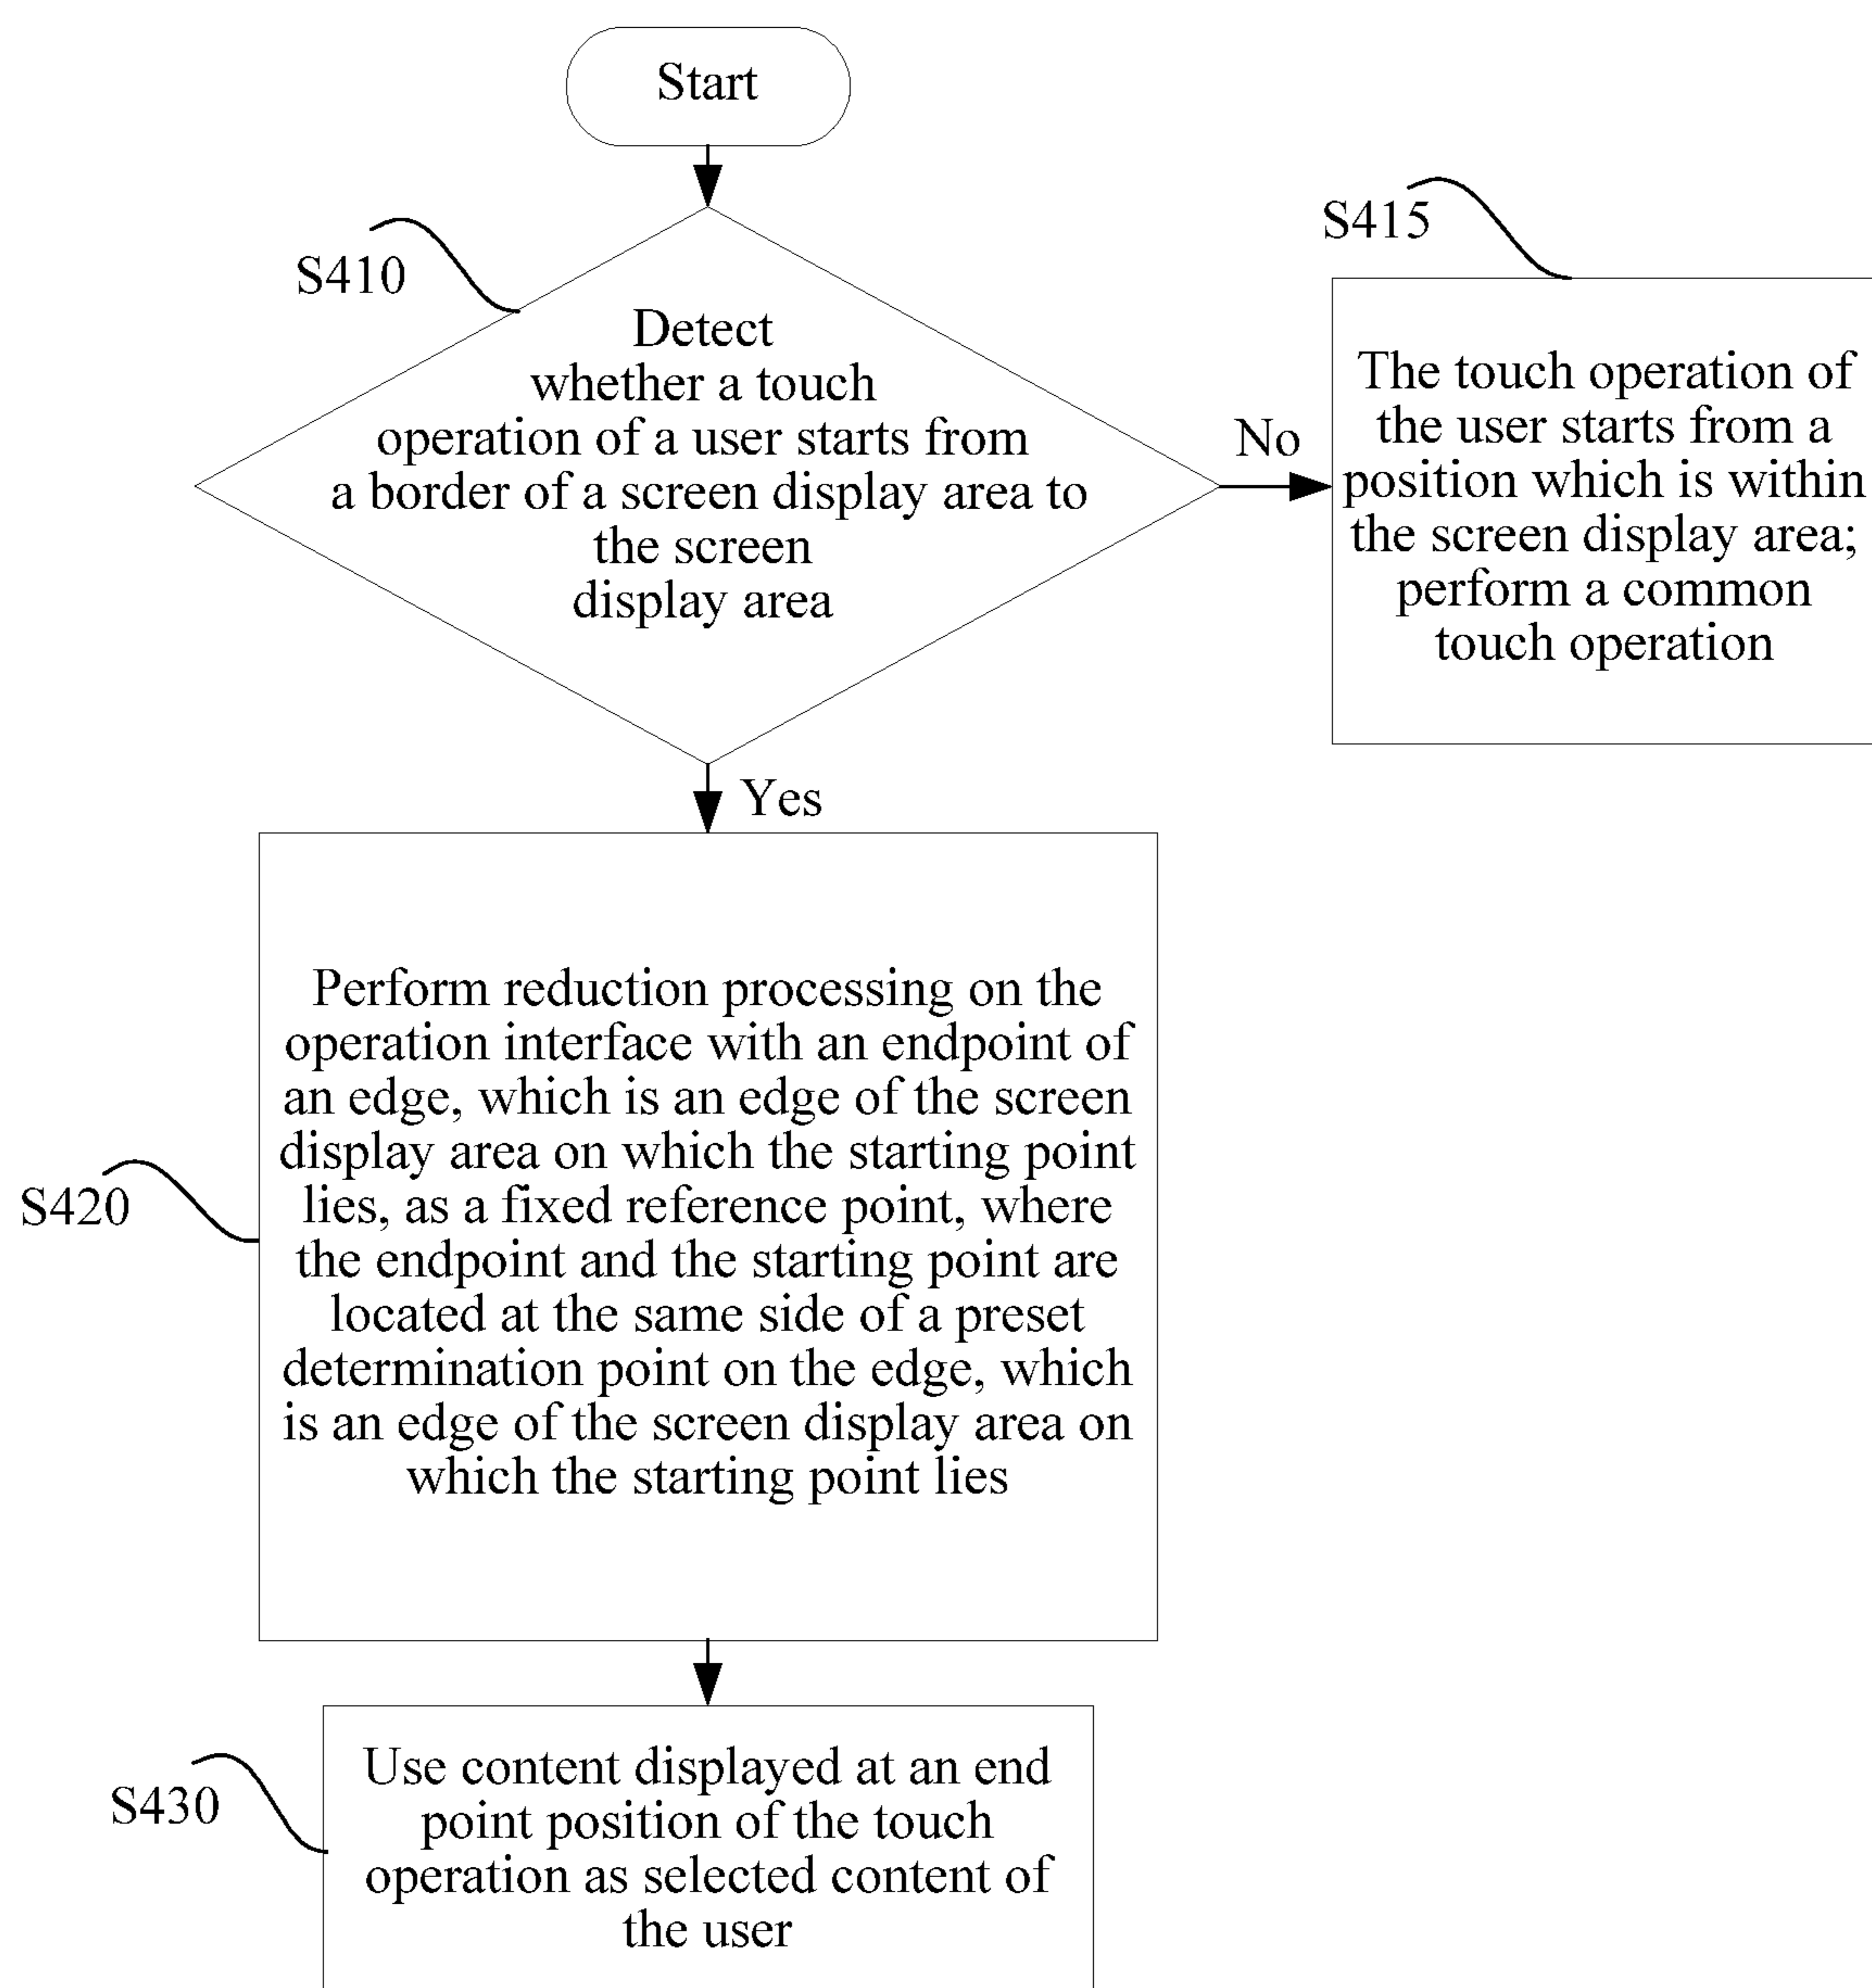 Start
S410
Detect
whether a touch
operation of a user starts from
a border of a screen display area to
the screen
display area
No
S415
The touch operation of
the user starts from a
position which is within
the screen display area;
perform a common
touch operation
Yes
S420
Perform reduction processing on the
operation interface with an endpoint of
an edge, which is an edge of the screen
display area on which the starting point
lies, as a fixed reference point, where
the endpoint and the starting point are
located at the same side of a preset
determination point on the edge, which
is an edge of the screen display area on
which the starting point lies
S430
Use content displayed at an end
point position of the touch
operation as selected content of
the user